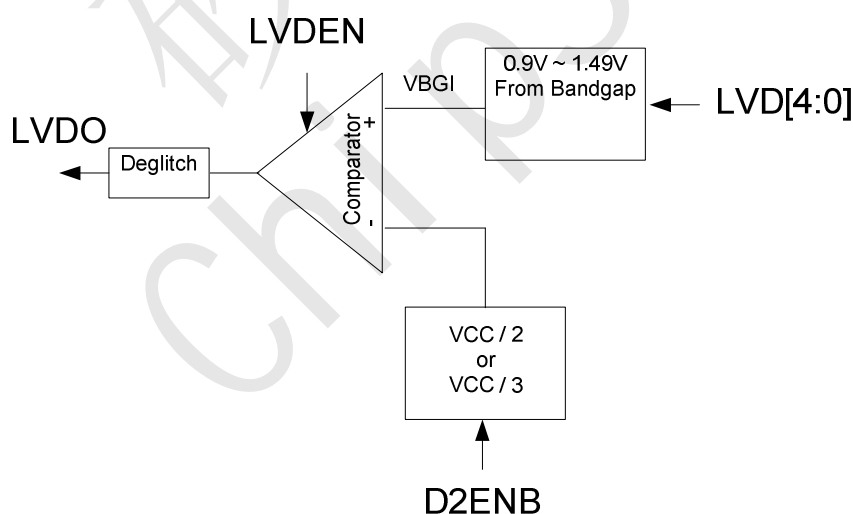 LVDEN
0.9V ~ 1.49V
From Bandgap
VBGI
LVD[4:0]
LVDO
Deglitch
Comparator
+
-
VCC / 2
or
VCC / 3
D2ENB